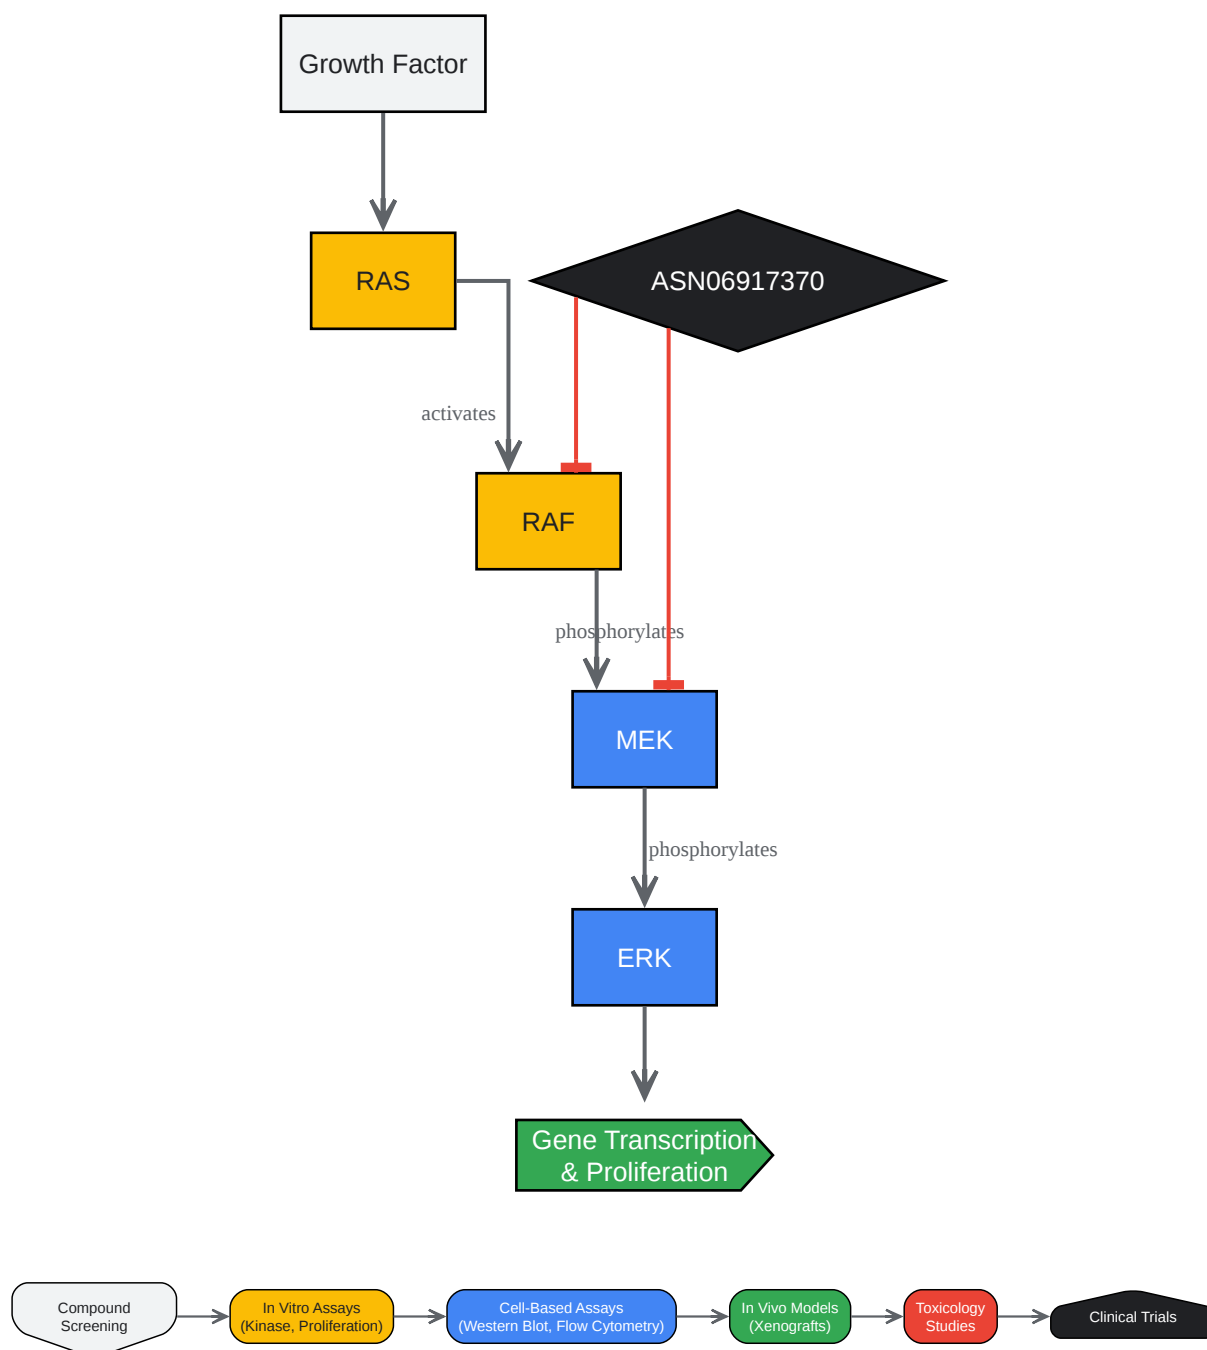 Growth Factor
RAS
ASN06917370
activates
RAF
phosphorylates
MEK
phosphorylates
ERK
Gene Transcription
& Proliferation
Compound
Screening
In Vitro Assays
(Kinase, Proliferation)
Cell-Based Assays
(Western Blot, Flow Cytometry)
In Vivo Models
(Xenografts)
Toxicology
Studies
Clinical Trials